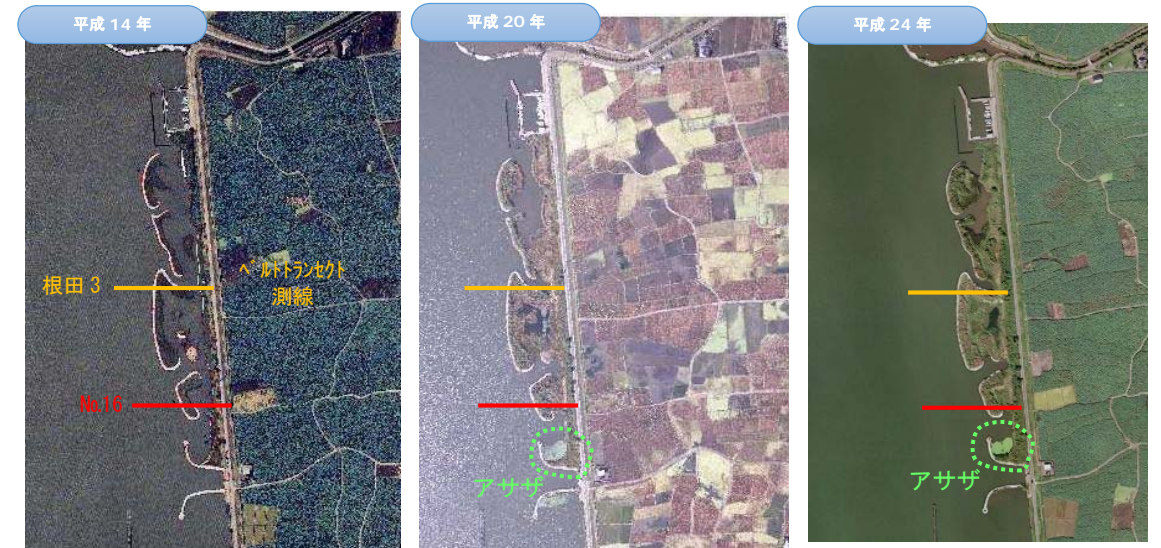 平成 14 年
平成 20 年
平成 24 年
根田 3
ベルトトランセクト
測線
No.16
アサザ
アサザ